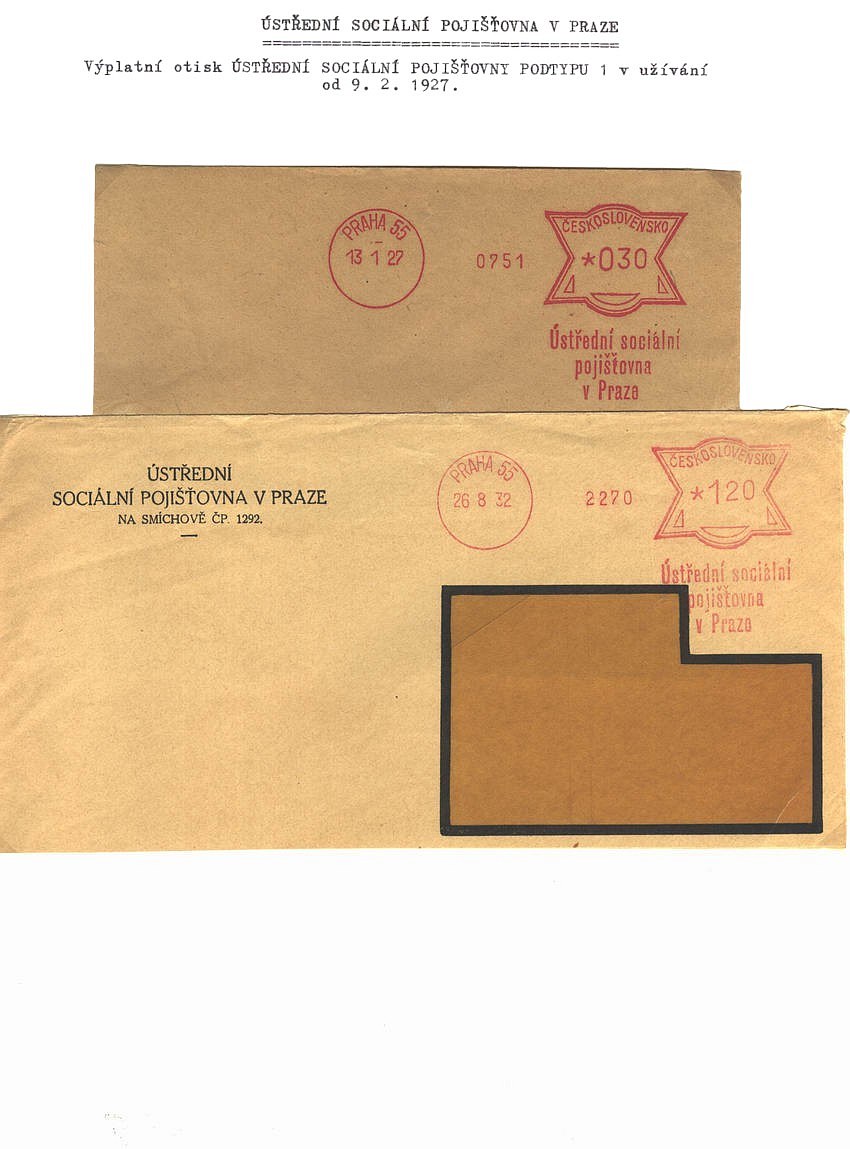 ÚSTŘEDNÍ SOCIÁLNÍ POJIŠŤOVNA V PRAZE
Výplatní otisk ÚSTŘEDNÍ SOCIÁLNÍ POJIŠŤOVNY PODTYPU 1 v užívání
od 9. 2. 1927.
PRAHA 55
13 1 27
0751
ČESKOSLOVENSKO
*030
Ústřední sociální
pojišťovna
v Praze
ÚSTŘEDNÍ
SOCIÁLNÍ POJIŠŤOVNA V PRAZE
NA SMÍCHOVĚ ČP. 1292.
PRAHA 55
26 8 32
2270
ČESKOSLOVENSKO
*120
Ústřední sociální
pojišťovna
v Praze